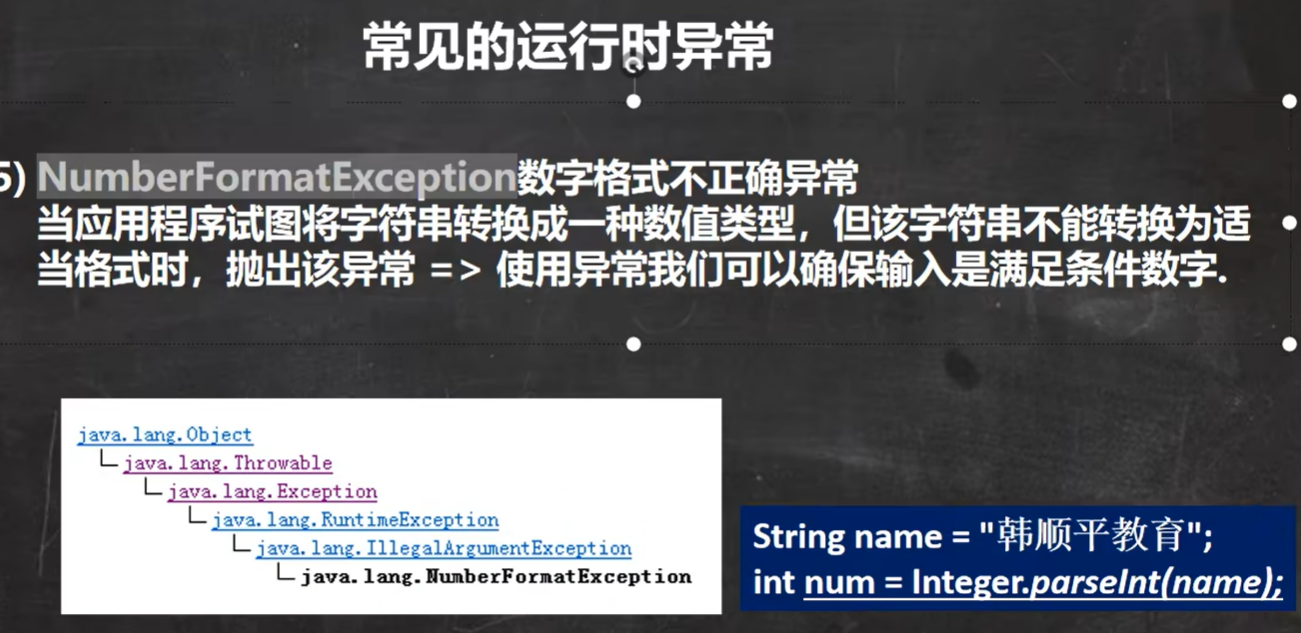 常见的运行时异常
5) NumberFormatException数字格式不正确异常
当应用程序试图将字符串转换成一种数值类型，但该字符串不能转换为适
当格式时，抛出该异常 => 使用异常我们可以确保输入是满足条件数字.
java.lang.Object
java.lang.Throwable
java.lang.Exception
java.lang.RuntimeException
java.lang.IllegalArgumentException
java.lang.NumberFormatException
String name = "韩顺平教育";
int num = Integer.parseInt(name);